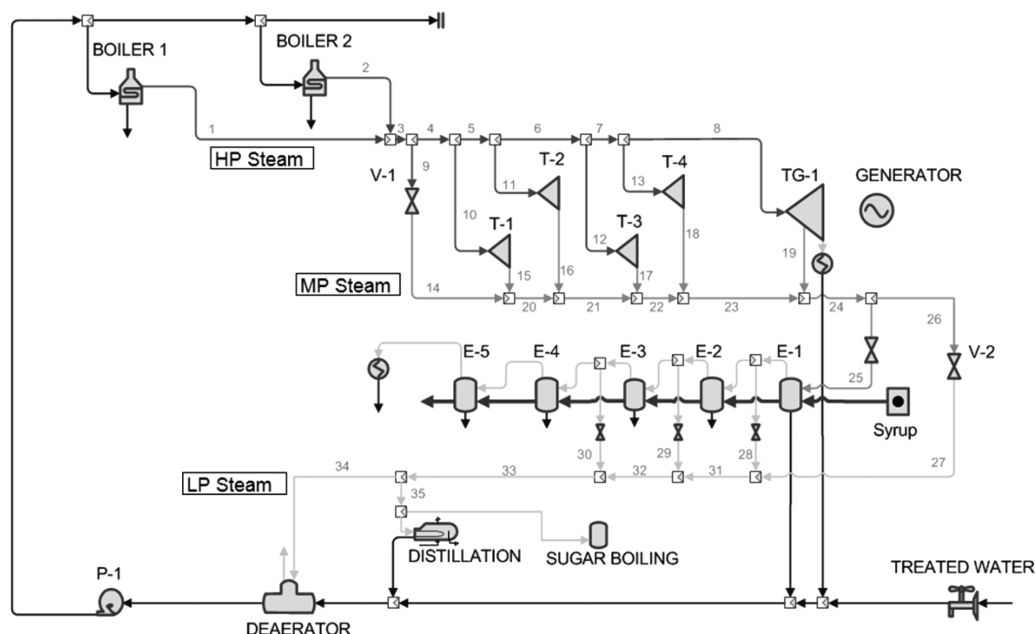 BOILER 1
BOILER 2
2
1
3
4
5
6
7
8
HP Steam
V-1
9
T-2
T-4
TG-1
GENERATOR
11
13
10
T-1
12
T-3
18
19
MP Steam
14
15
16
17
20
21
22
23
24
26
E-5
E-4
E-3
E-2
E-1
V-2
25
Syrup
30
29
28
27
LP Steam
34
33
32
31
35
DISTILLATION
SUGAR BOILING
P-1
TREATED WATER
DEAERATOR